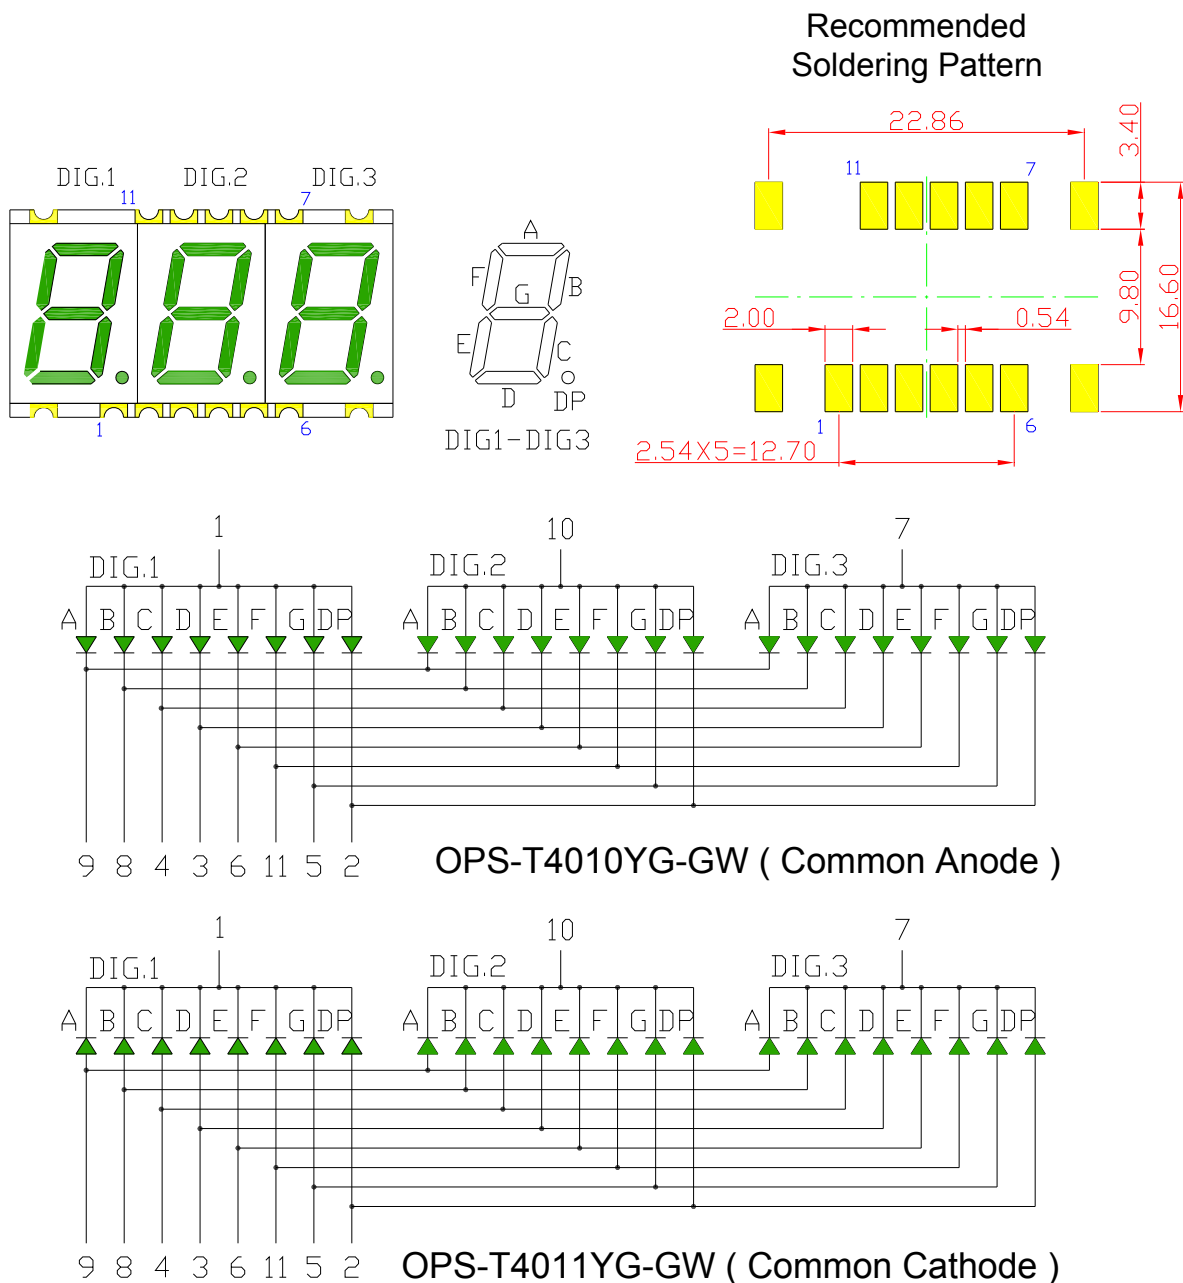 Recommended
Soldering Pattern
22.86
3.40
11
7
9.80
16.60
2.00
0.54
1
6
2.54X5=12.70
DIG.1 DIG.2 DIG.3
11
7
1
6
A
F
B
G
E
C
D
DP
DIG1-DIG3
1 10 7
DIG.1 DIG.2 DIG.3
A B C D E F G DP A B C D E F G DP A B C D E F G DP
9 8 4 3 6 11 5 2
OPS-T4010YG-GW ( Common Anode )
1 10 7
DIG.1 DIG.2 DIG.3
A B C D E F G DP A B C D E F G DP A B C D E F G DP
9 8 4 3 6 11 5 2
OPS-T4011YG-GW ( Common Cathode )